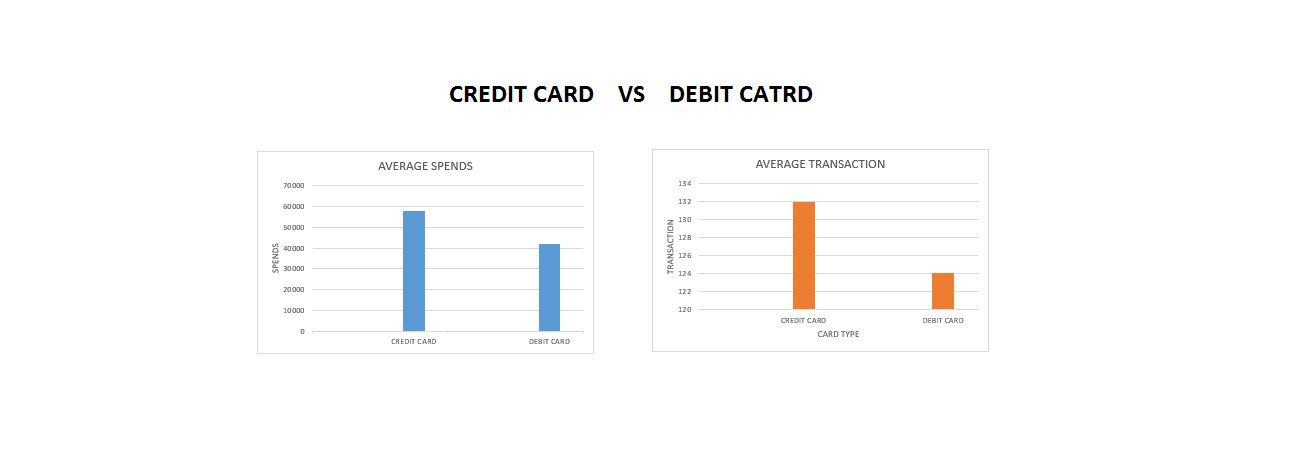 CREDIT CARD VS DEBIT CATRD
AVERAGE SPENDS
70000
60000
50000
40000
30000
20000
10000
0
SPENDS
CREDIT CARD DEBIT CARD
AVERAGE TRANSACTION
134
132
130
128
126
124
122
120
TRANSACTION
CREDIT CARD DEBIT CARD
CARD TYPE